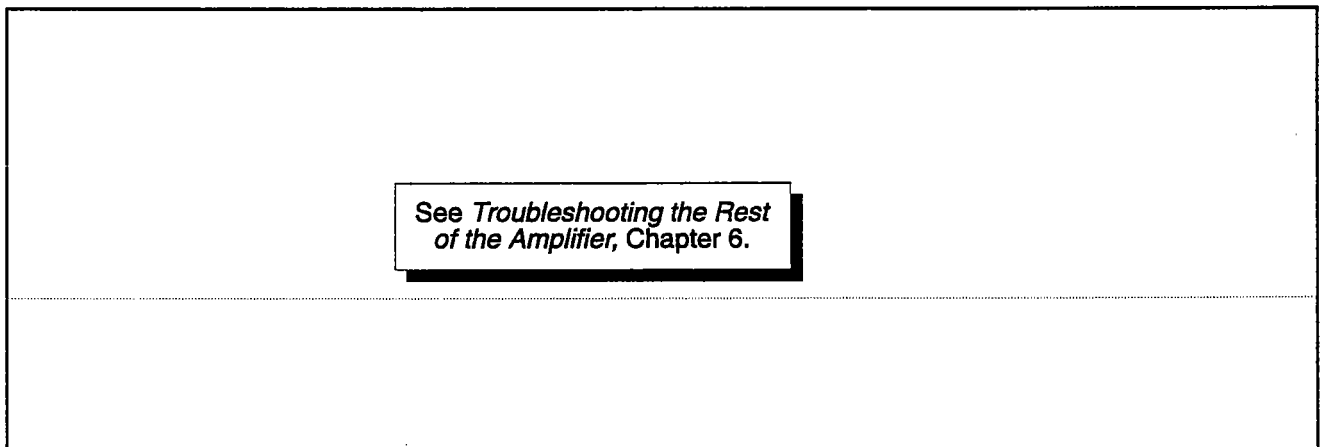 See Troubleshooting the Rest
of the Amplifier, Chapter 6.